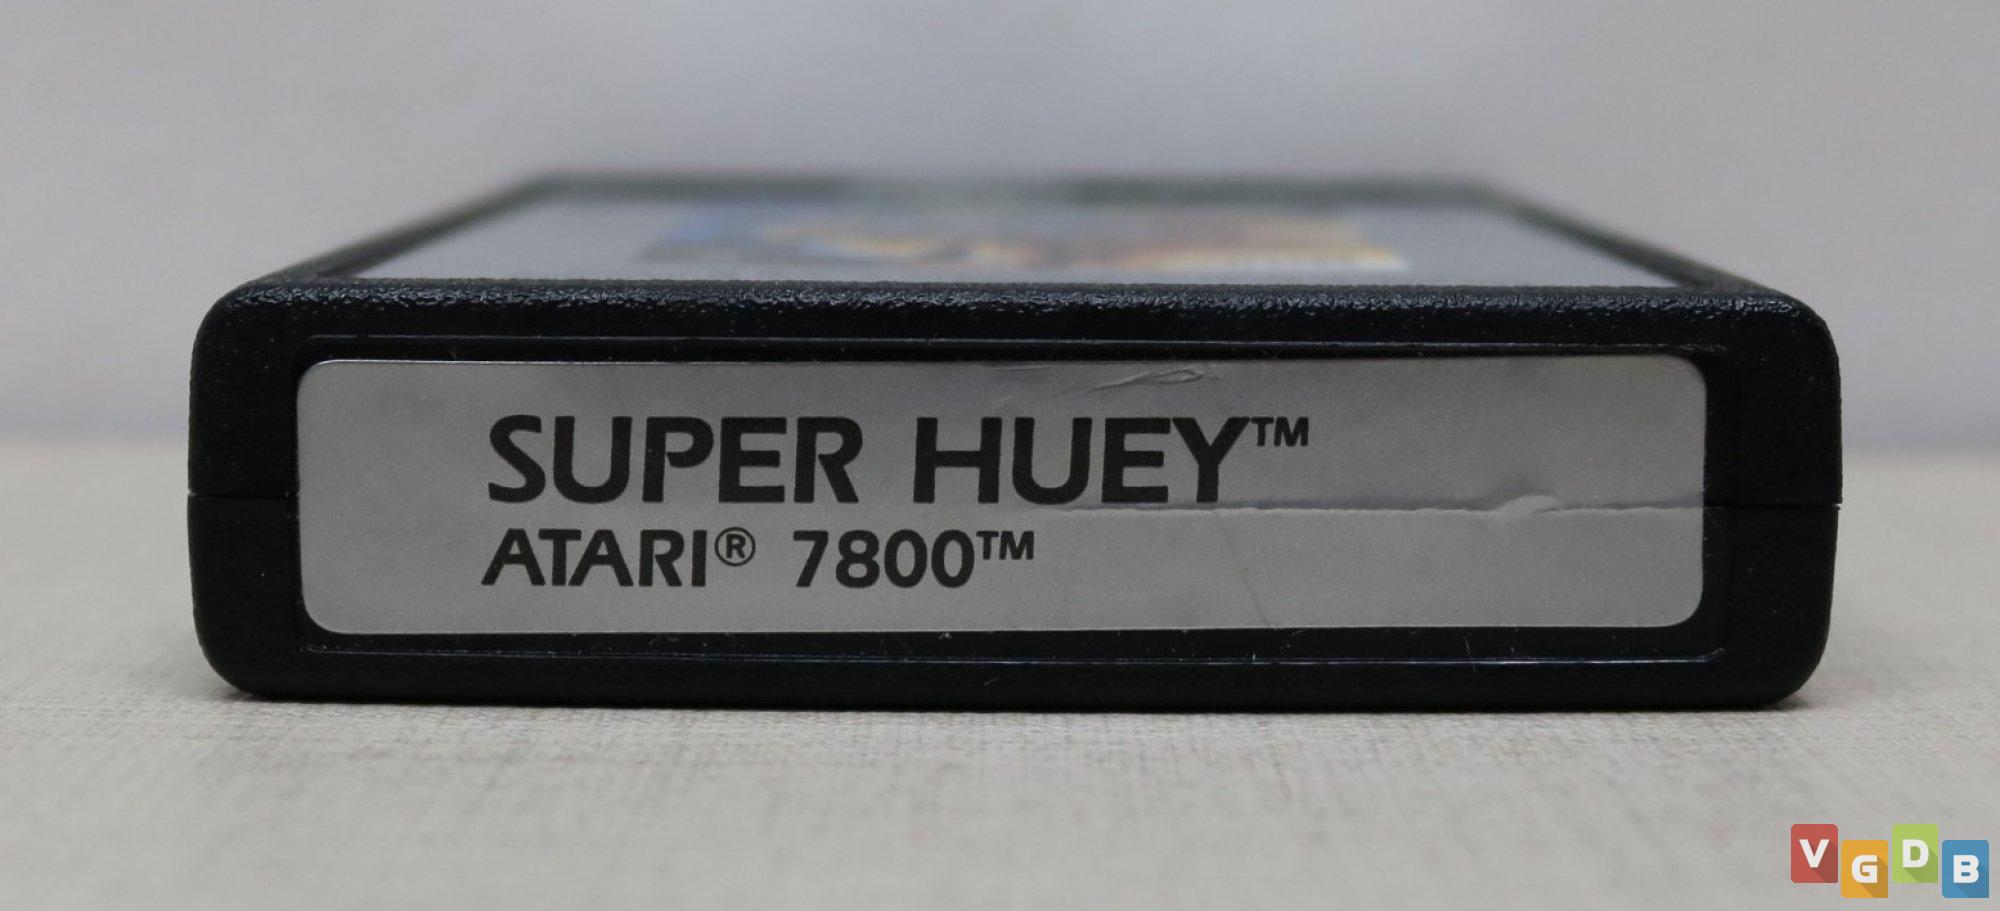 SUPER HUEY™
ATARI® 7800™
VGDB